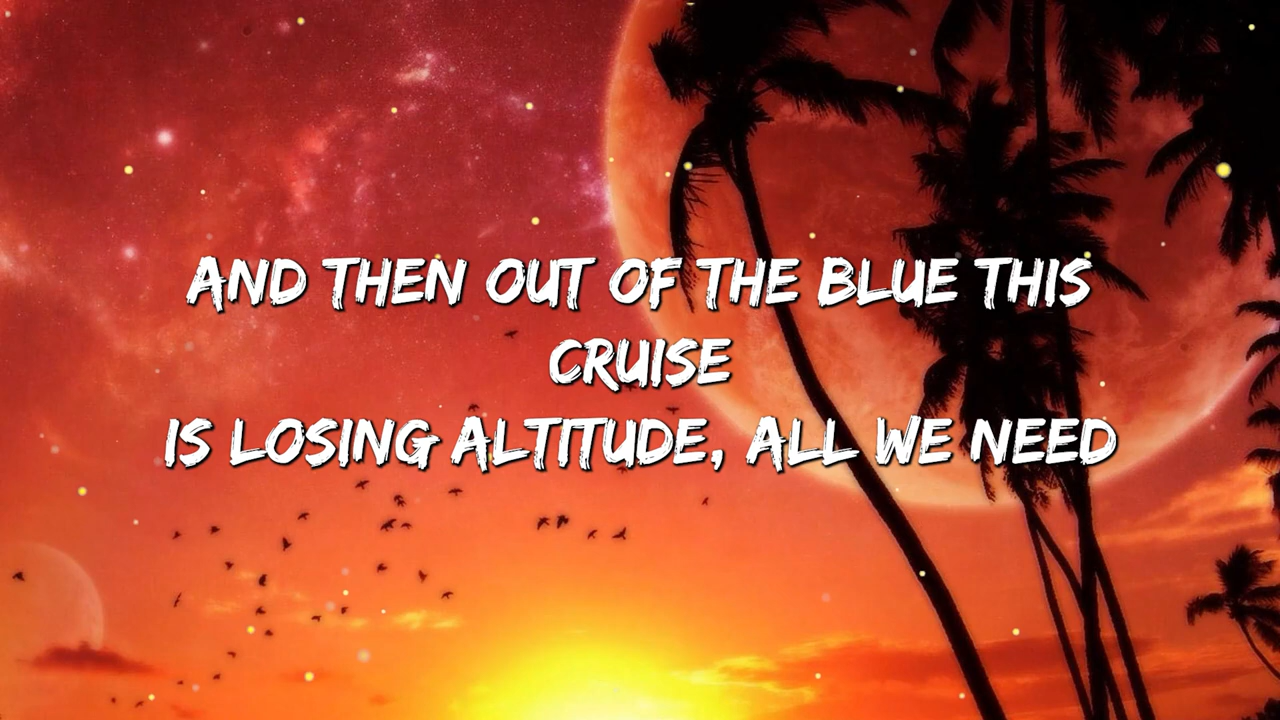 AND THEN OUT OF THE BLUE THIS
CRUISE
IS LOSING ALTITUDE, ALL WE NEED